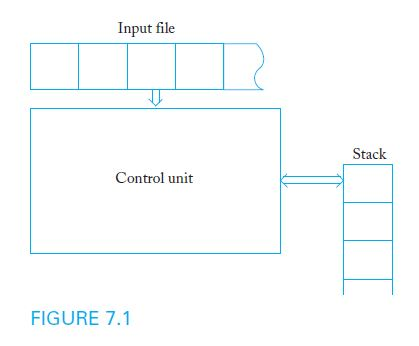 Input file
Stack
Control unit
FIGURE 7.1